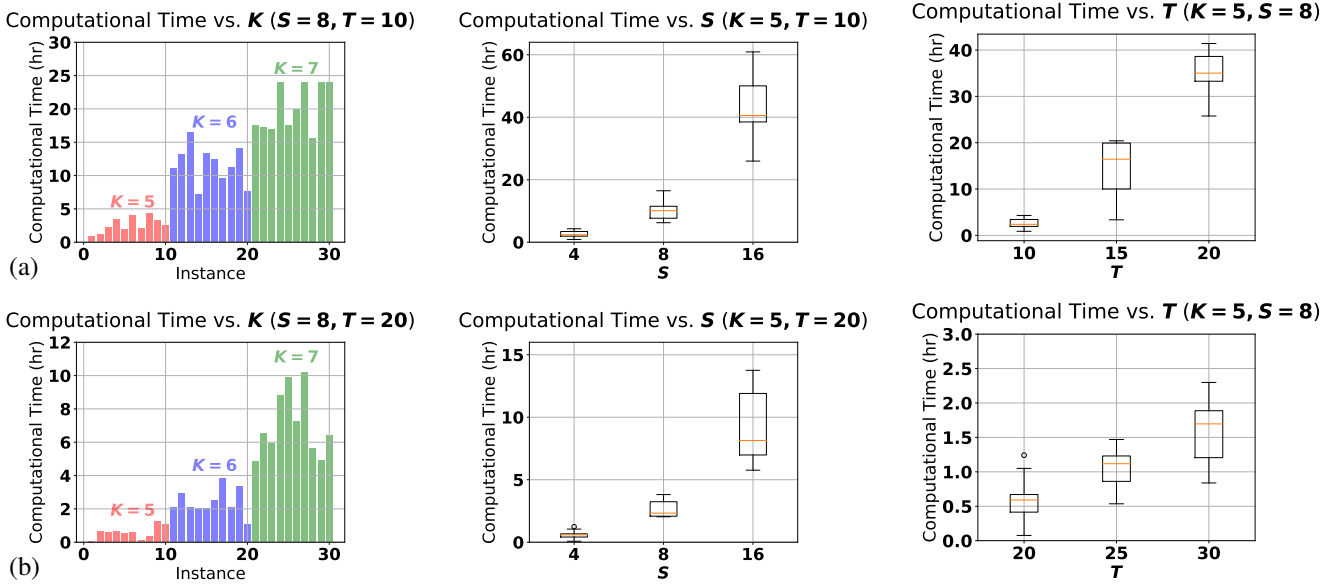 Computational Time vs. K (S = 8, T = 10)
Computational Time (hr)
30
25
20
15
10
5
0
K = 5
K = 6
K = 7
0 10 20 30
Instance
(a)
Computational Time vs. S (K = 5, T = 10)
Computational Time (hr)
60
40
20
0
4 8 16
S
Computational Time vs. T (K = 5, S = 8)
Computational Time (hr)
40
30
20
10
0
10 15 20
T
Computational Time vs. K (S = 8, T = 20)
Computational Time (hr)
12
10
8
6
4
2
0
K = 5
K = 6
K = 7
0 10 20 30
Instance
(b)
Computational Time vs. S (K = 5, T = 20)
Computational Time (hr)
15
10
5
0
4 8 16
S
Computational Time vs. T (K = 5, S = 8)
Computational Time (hr)
3.0
2.5
2.0
1.5
1.0
0.5
0.0
20 25 30
T